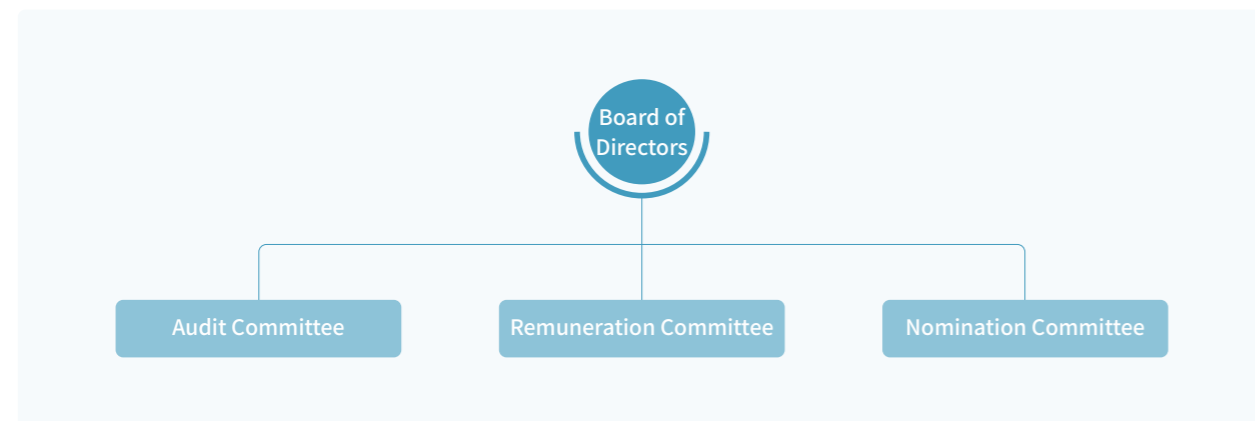 Board of
Directors
Audit Committee
Remuneration Committee
Nomination Committee